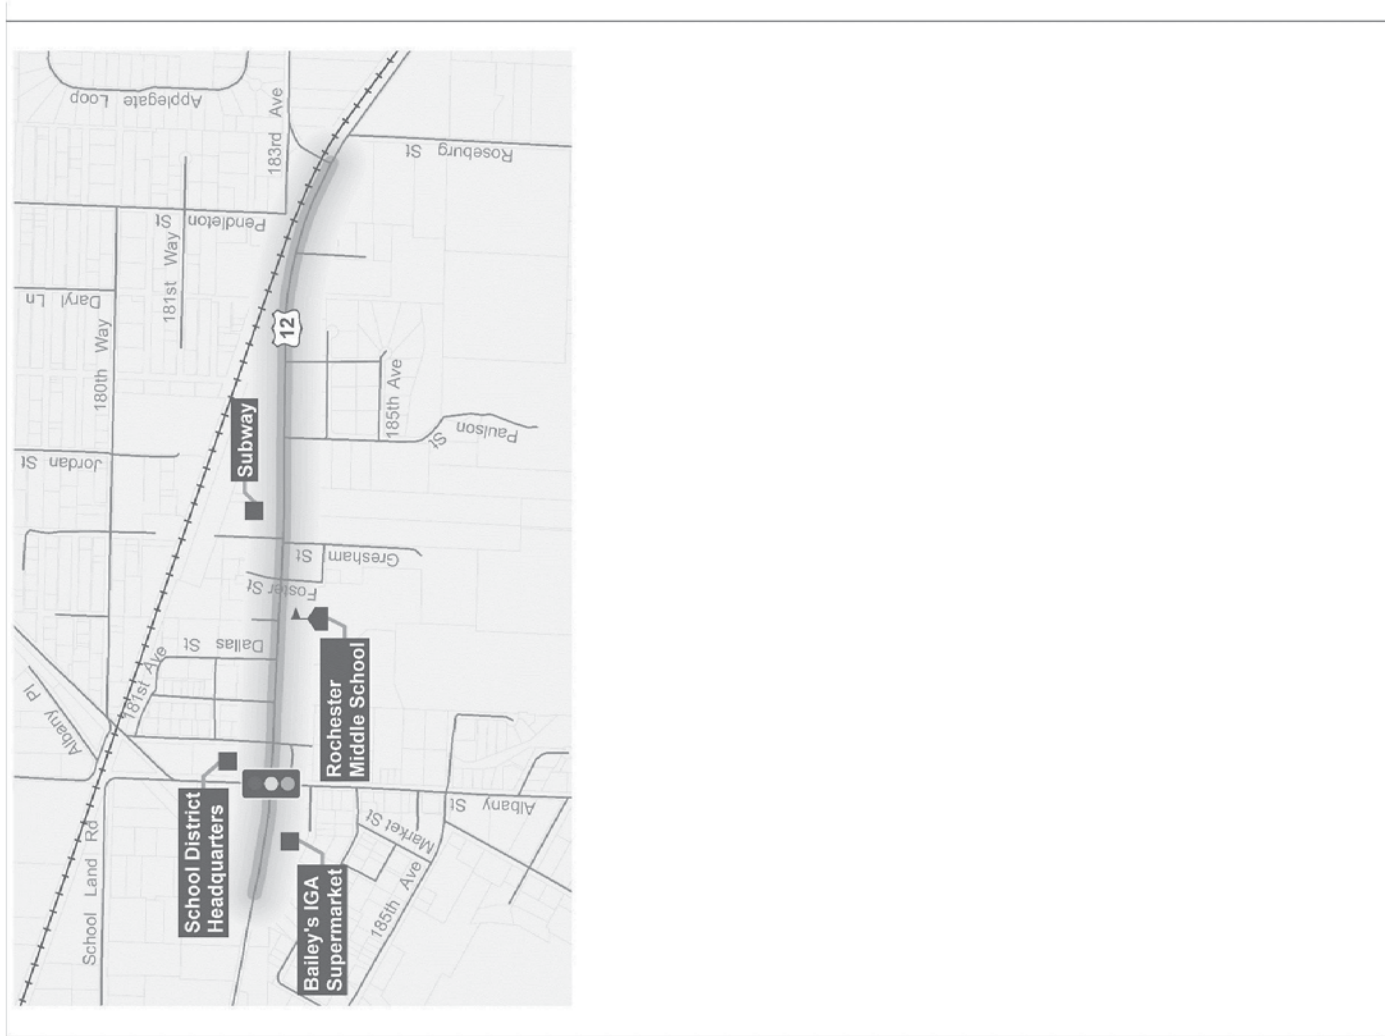 Applegate Loop
183rd Ave
Roseburg St
Pendleton St
181st Way
Daryl Ln
180th Way
12
185th Ave
Subway
Paulson St
Jordan St
Gresham St
Foster St
Dallas St
181st Ave
Albany Pl
Rochester
Middle School
School District
Headquarters
Albany St
Market St
School Land Rd
Bailey's IGA
Supermarket
185th Ave